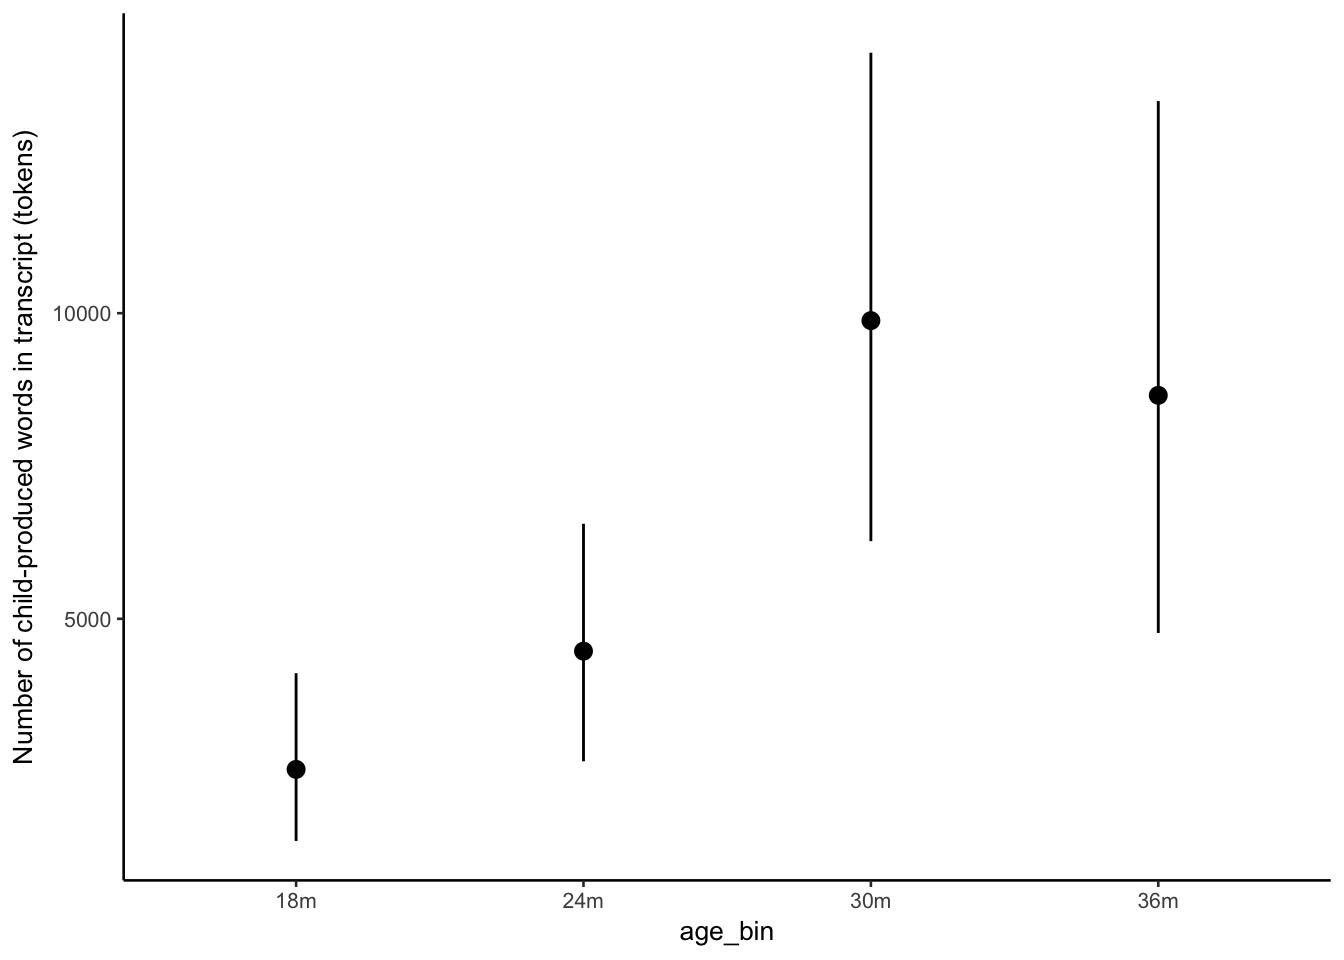 Number of child-produced words in transcript (tokens)
10000
5000
18m 24m 30m 36m
age_bin